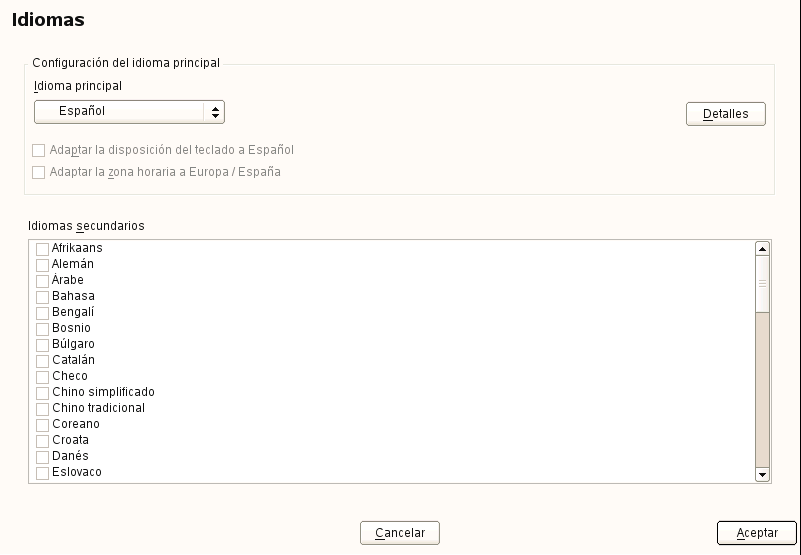 Idiomas
Configuración del idioma principal
Idioma principal
Español
Detalles
Adaptar la disposición del teclado a Español
Adaptar la zona horaria a Europa / España
Idiomas secundarios
Afrikaans
Alemán
Árabe
Bahasa
Bengalí
Bosnio
Búlgaro
Catalán
Checo
Chino simplificado
Chino tradicional
Coreano
Croata
Danés
Eslovaco
Cancelar
Aceptar